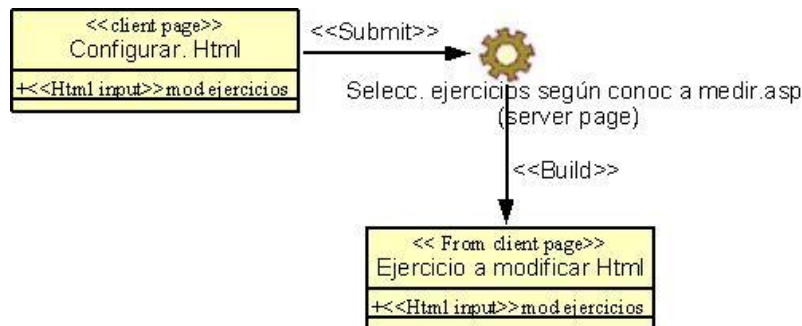 <<client page>>
Configurar. Html
+<<Html input>>mod ejercicios
<<Submit>>
Selecc. ejercicios según conoc a medir.asp
(server page)
<<Build>>
<< From client page>>
Ejercicio a modificar Html
+<<Html input>>mod ejercicios